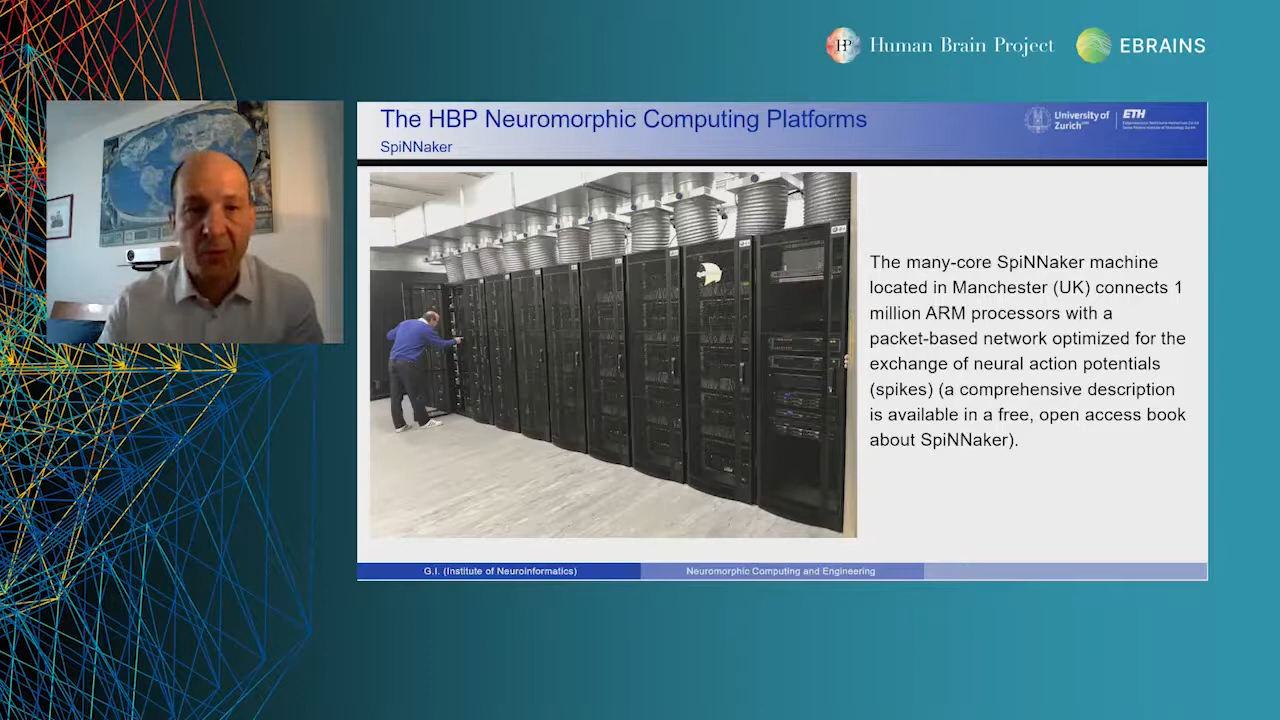 HP Human Brain Project EBRAINS
The HBP Neuromorphic Computing Platforms
SpiNNaker
University of Zurich UZH
ETH
The many-core SpiNNaker machine
located in Manchester (UK) connects 1
million ARM processors with a
packet-based network optimized for the
exchange of neural action potentials
(spikes) (a comprehensive description
is available in a free, open access book
about SpiNNaker).
G.I. (Institute of Neuroinformatics)
Neuromorphic Computing and Engineering